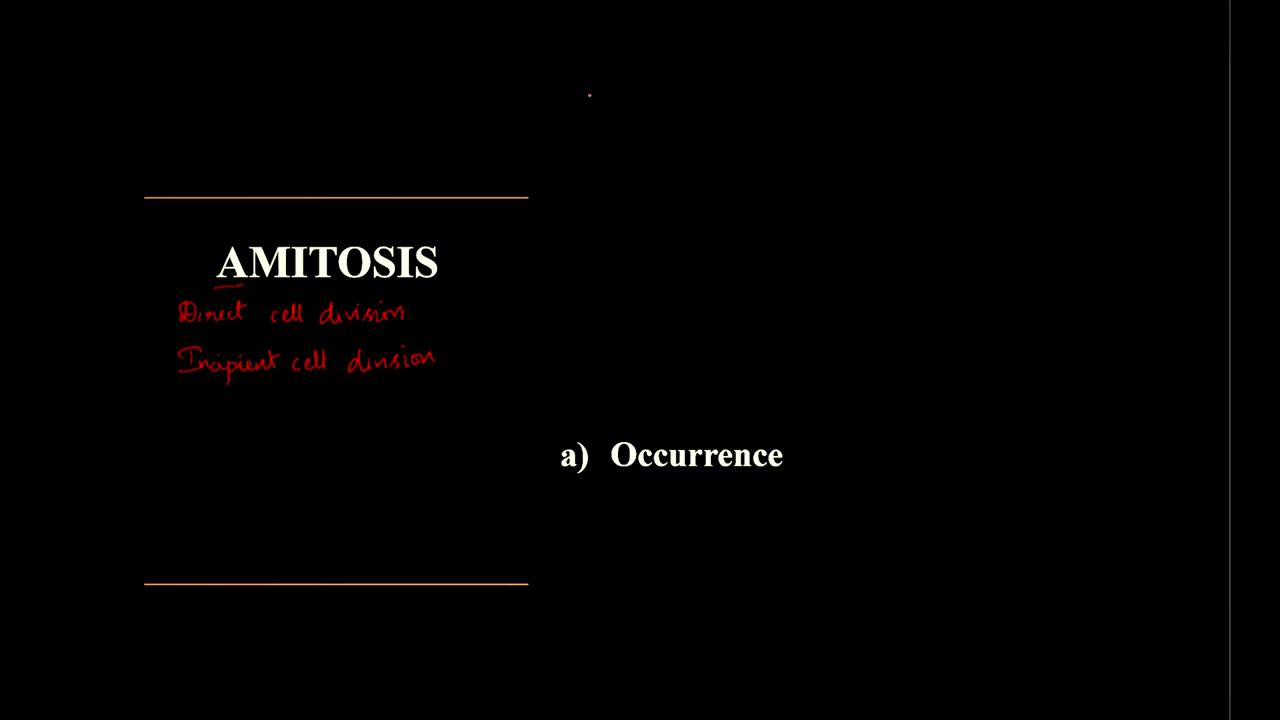 AMITOSIS
Direct cell division
Incipient cell division
a) Occurrence